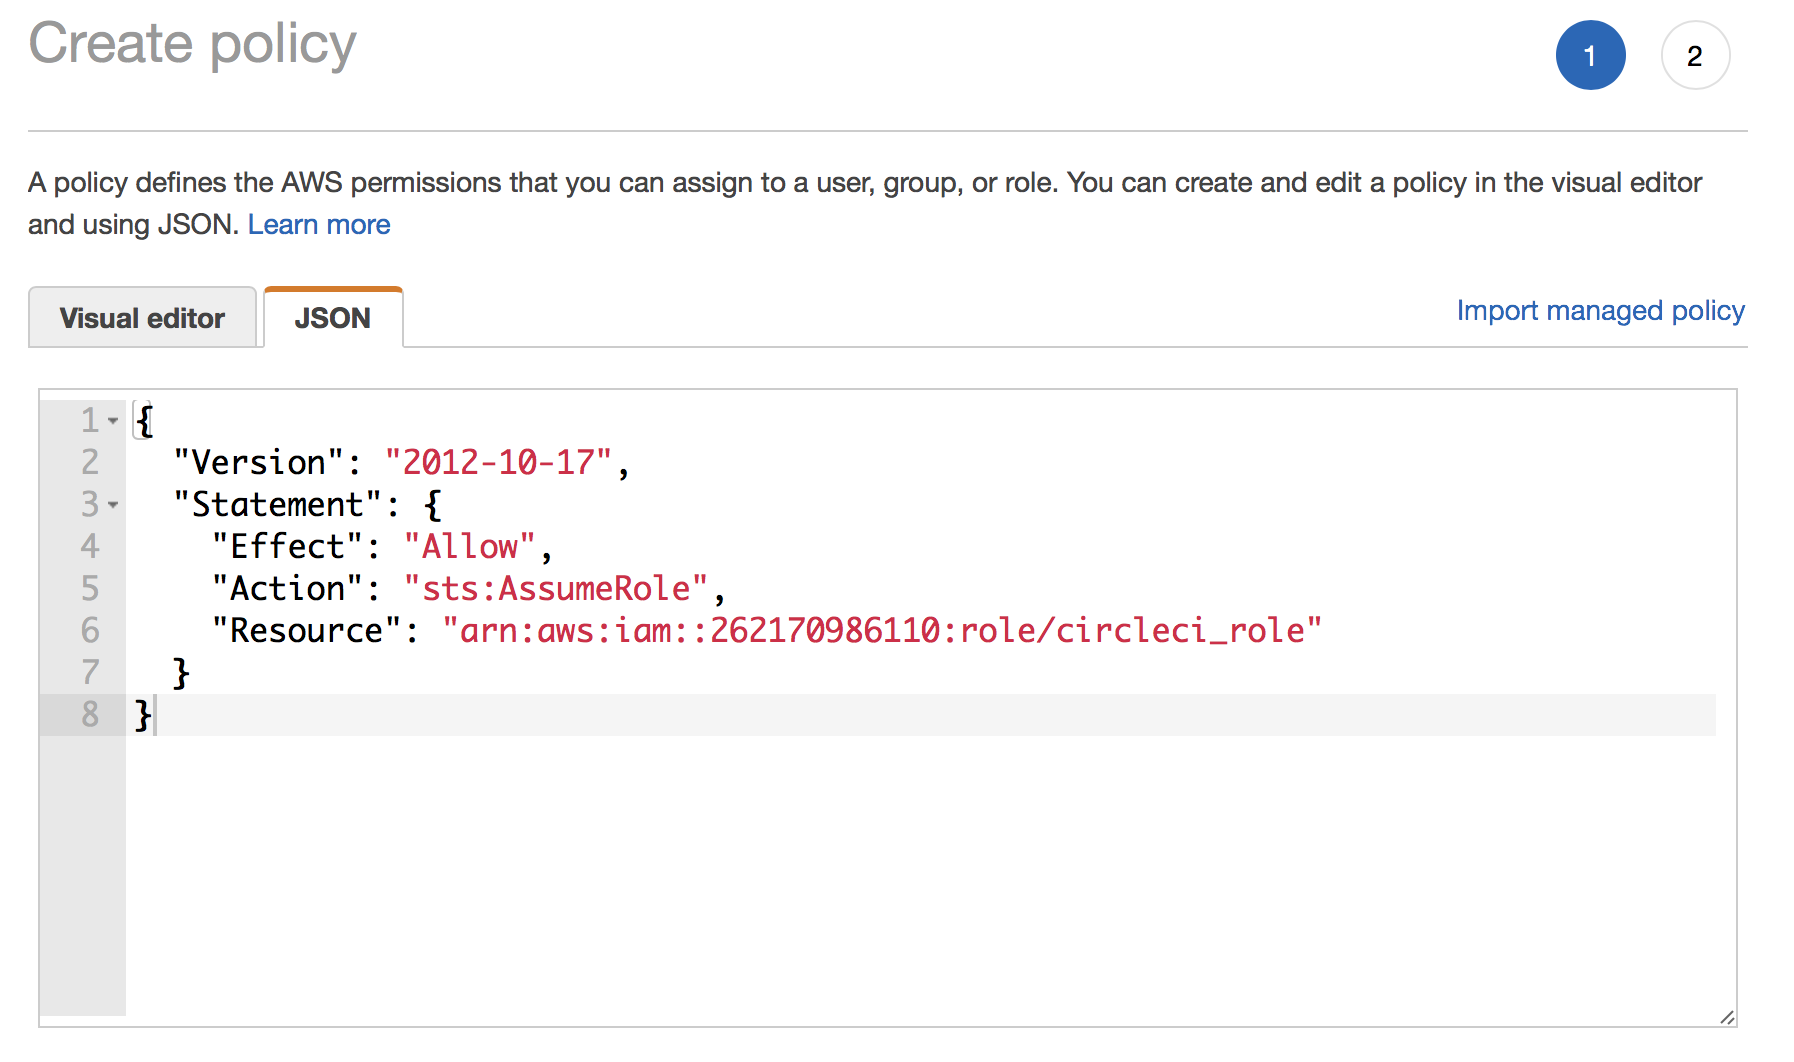 Create policy
1 2
A policy defines the AWS permissions that you can assign to a user, group, or role. You can create and edit a policy in the visual editor
and using JSON. Learn more
Visual editor JSON Import managed policy
1 {
2 "Version": "2012-10-17",
3 "Statement": {
4 "Effect": "Allow",
5 "Action": "sts:AssumeRole",
6 "Resource": "arn:aws:iam::262170986110:role/circleci_role"
7 }
8 }